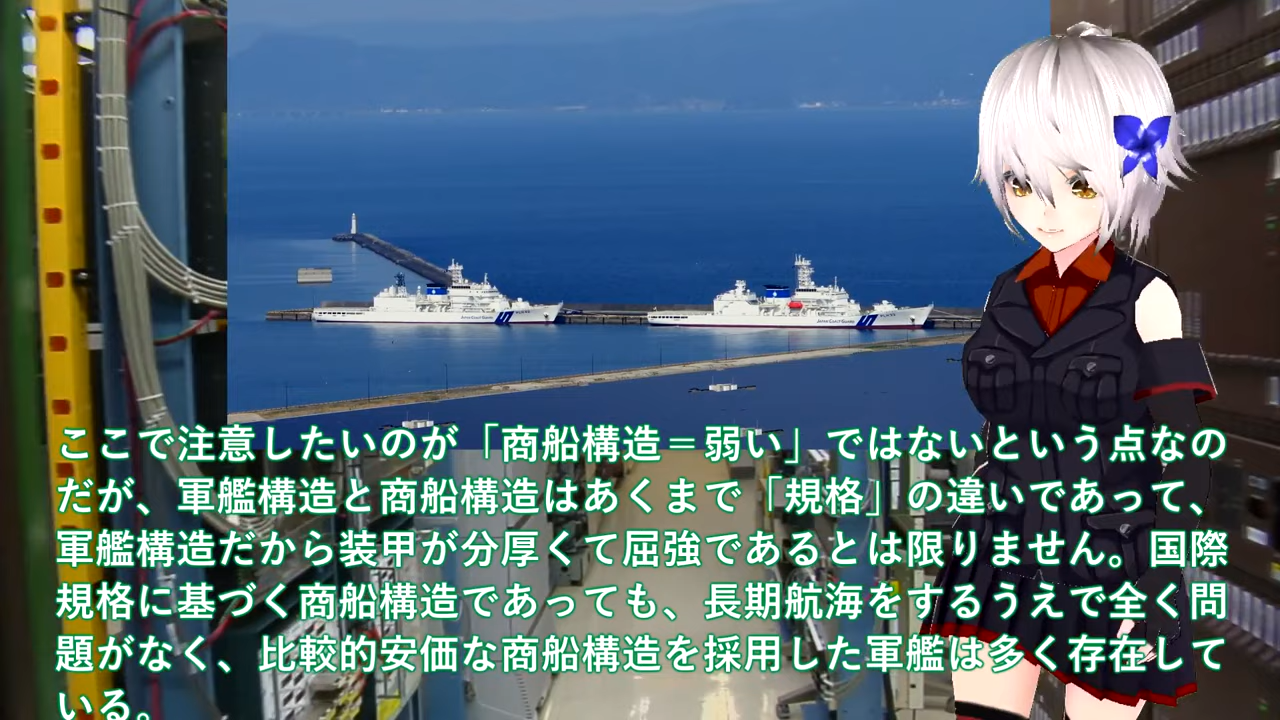 ここで注意したいのが「商船構造＝弱い」ではないという点なの
だが、軍艦構造と商船構造はあくまで「規格」の違いであって、
軍艦構造だから装甲が分厚くて屈強であるとは限りません。国際
規格に基づく商船構造であっても、長期航海をするうえで全く問
題がなく、比較的安価な商船構造を採用した軍艦は多く存在して
いる。